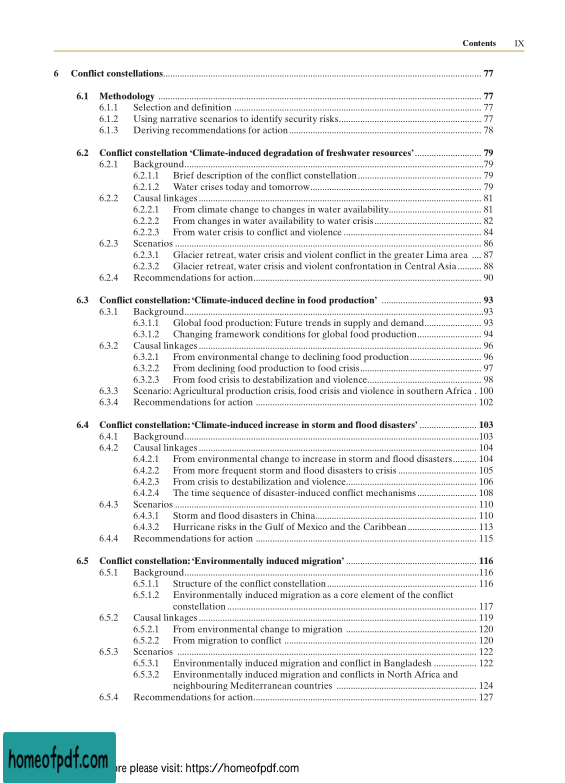 Contents IX
6 Conflict constellations 77
6.1 Methodology 77
6.1.1 Selection and definition 77
6.1.2 Using narrative scenarios to identify security risks 77
6.1.3 Deriving recommendations for action 78
6.2 Conflict constellation ‘Climate-induced degradation of freshwater resources’ 79
6.2.1 Background 79
6.2.1.1 Brief description of the conflict constellation 79
6.2.1.2 Water crises today and tomorrow 79
6.2.2 Causal linkages 81
6.2.2.1 From climate change to changes in water availability 81
6.2.2.2 From changes in water availability to water crisis 82
6.2.2.3 From water crisis to conflict and violence 84
6.2.3 Scenarios 86
6.2.3.1 Glacier retreat, water crisis and violent conflict in the greater Lima area 87
6.2.3.2 Glacier retreat, water crisis and violent confrontation in Central Asia 88
6.2.4 Recommendations for action 90
6.3 Conflict constellation: ‘Climate-induced decline in food production’ 93
6.3.1 Background 93
6.3.1.1 Global food production: Future trends in supply and demand 93
6.3.1.2 Changing framework conditions for global food production 94
6.3.2 Causal linkages 96
6.3.2.1 From environmental change to declining food production 96
6.3.2.2 From declining food production to food crisis 97
6.3.2.3 From food crisis to destabilization and violence 98
6.3.3 Scenario: Agricultural production crisis, food crisis and violence in southern Africa 100
6.3.4 Recommendations for action 102
6.4 Conflict constellation: ‘Climate-induced increase in storm and flood disasters’ 103
6.4.1 Background 103
6.4.2 Causal linkages 104
6.4.2.1 From environmental change to increase in storm and flood disasters 104
6.4.2.2 From more frequent storm and flood disasters to crisis 105
6.4.2.3 From crisis to destabilization and violence 106
6.4.2.4 The time sequence of disaster-induced conflict mechanisms 108
6.4.3 Scenarios 110
6.4.3.1 Storm and flood disasters in China 110
6.4.3.2 Hurricane risks in the Gulf of Mexico and the Caribbean 113
6.4.4 Recommendations for action 115
6.5 Conflict constellation: ‘Environmentally induced migration’ 116
6.5.1 Background 116
6.5.1.1 Structure of the conflict constellation 116
6.5.1.2 Environmentally induced migration as a core element of the conflict
constellation 117
6.5.2 Causal linkages 119
6.5.2.1 From environmental change to migration 120
6.5.2.2 From migration to conflict 120
6.5.3 Scenarios 122
6.5.3.1 Environmentally induced migration and conflict in Bangladesh 122
6.5.3.2 Environmentally induced migration and conflicts in North Africa and
neighbouring Mediterranean countries 124
6.5.4 Recommendations for action 127
homeofpdf.com
re please visit: https://homeofpdf.com